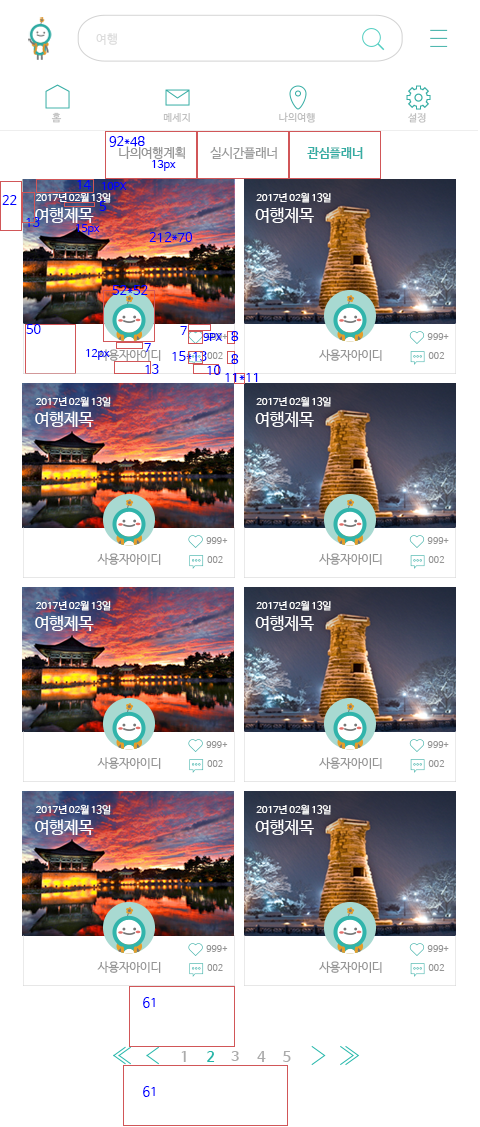 여행
홈
메세지
나의여행
설정
92*48
나의여행계획
실시간플래너
관심플래너
13px
22
14
10PX
2017년 02월 13일
2017년 02월 13일
5
여행제목
여행제목
13
15px
212*70
52*52
50
7
9PX
8
999+
999+
12px
7
사용자아이디
15*13
002
8
사용자아이디
002
13
10
11*11
2017년 02월 13일
2017년 02월 13일
여행제목
여행제목
999+
999+
사용자아이디
002
사용자아이디
002
2017년 02월 13일
2017년 02월 13일
여행제목
여행제목
999+
999+
사용자아이디
002
사용자아이디
002
2017년 02월 13일
2017년 02월 13일
여행제목
여행제목
999+
999+
사용자아이디
002
사용자아이디
002
61
1 2 3 4 5
61